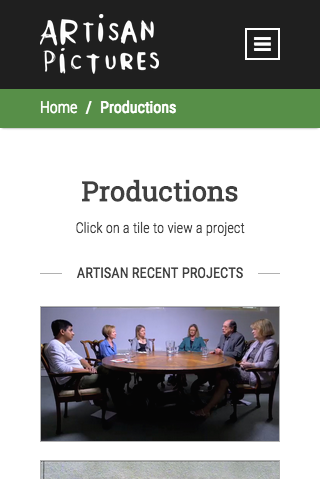 ARTiSAN
PiCTURES
Home / Productions
Productions
Click on a tile to view a project
ARTISAN RECENT PROJECTS